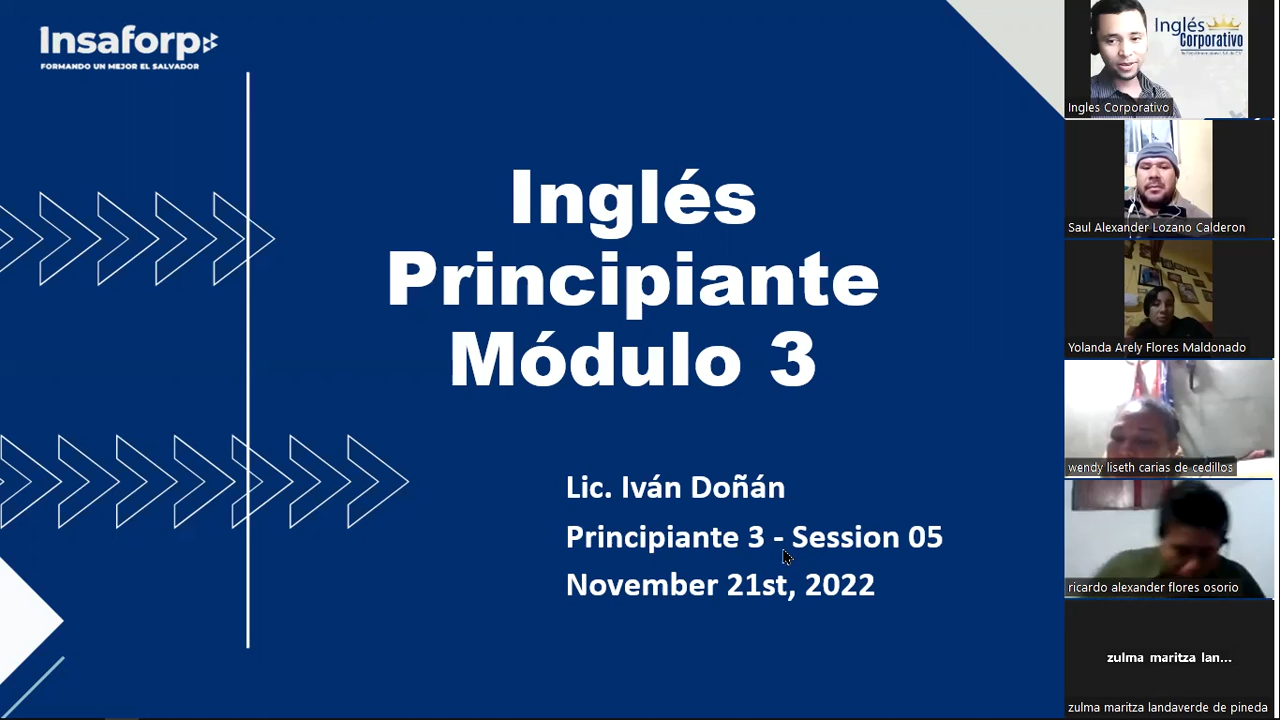 Insaforp
FORMANDO UN MEJOR EL SALVADOR
Inglés
Principiante
Módulo 3
Lic. Iván Doñán
Principiante 3 - Session 05
November 21st, 2022
Inglés
Corporativo
Ingles Corporativo
Saul Alexander Lozano Calderon
Yolanda Arely Flores Maldonado
wendy liseth carias de cedillos
ricardo alexander flores osorio
zulma maritza lan...
zulma maritza landaverde de pineda